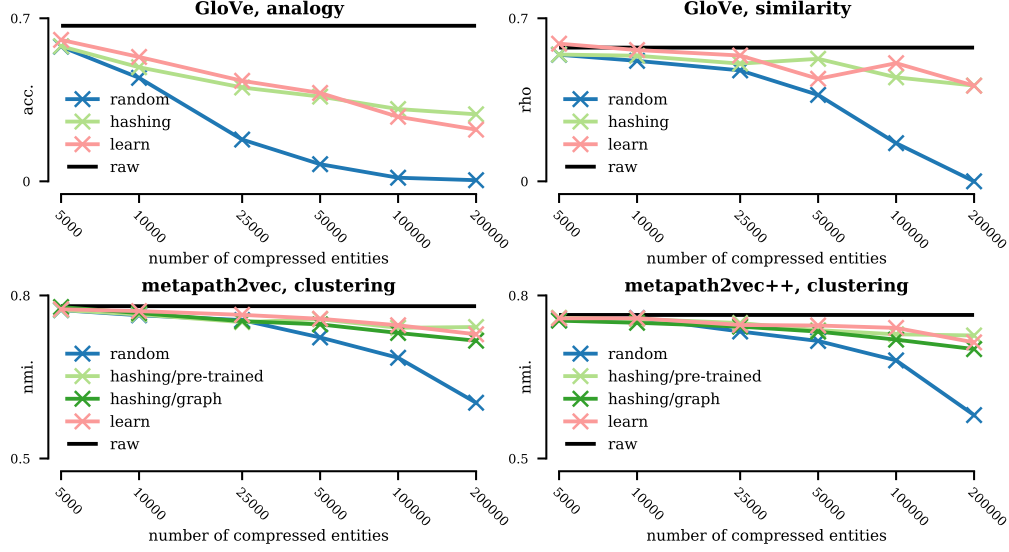 GloVe, analogy
0.7
acc.
0
random
hashing
learn
raw
5000
10000
25000
50000
100000
200000
number of compressed entities
GloVe, similarity
0.7
rho
0
random
hashing
learn
raw
5000
10000
25000
50000
100000
200000
number of compressed entities
metapath2vec, clustering
0.8
nmi.
0.5
random
hashing/pre-trained
hashing/graph
learn
raw
5000
10000
25000
50000
100000
200000
number of compressed entities
metapath2vec++, clustering
0.8
nmi.
0.5
random
hashing/pre-trained
hashing/graph
learn
raw
5000
10000
25000
50000
100000
200000
number of compressed entities